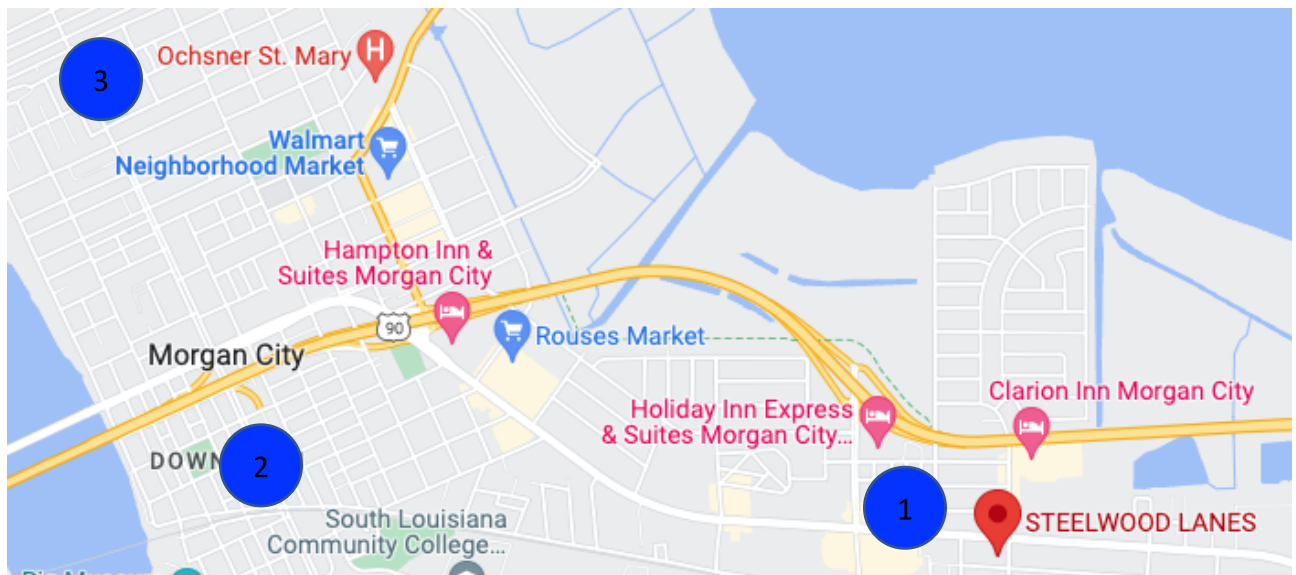 3
Ochsner St. Mary
H
Walmart
Neighborhood Market
Hampton Inn &
Suites Morgan City
90
Rouses Market
Morgan City
Holiday Inn Express
& Suites Morgan City...
Clarion Inn Morgan City
DOWN
2
1
South Louisiana
Community College...
STEELWOOD LANES